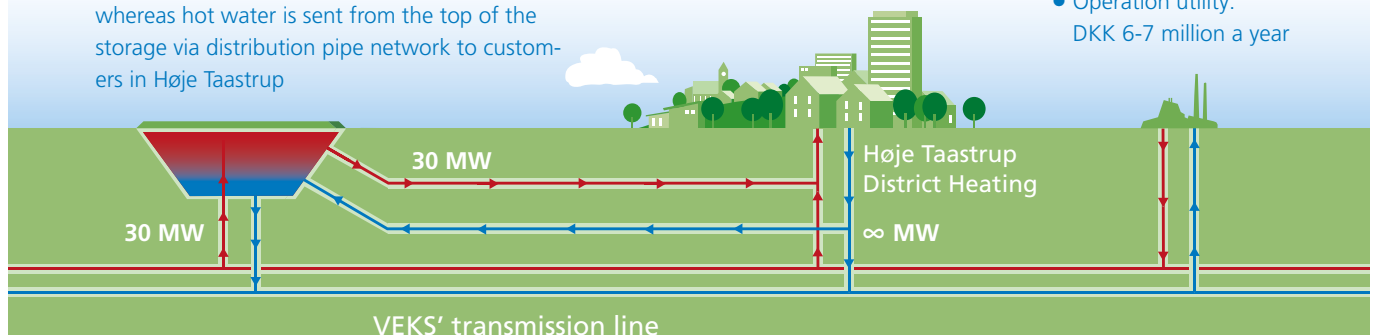 whereas hot water is sent from the top of the
storage via distribution pipe network to custom-
ers in Høje Taastrup
● Operation utility:
DKK 6-7 million a year
30 MW
Høje Taastrup
District Heating
30 MW
∞ MW
VEKS’ transmission line